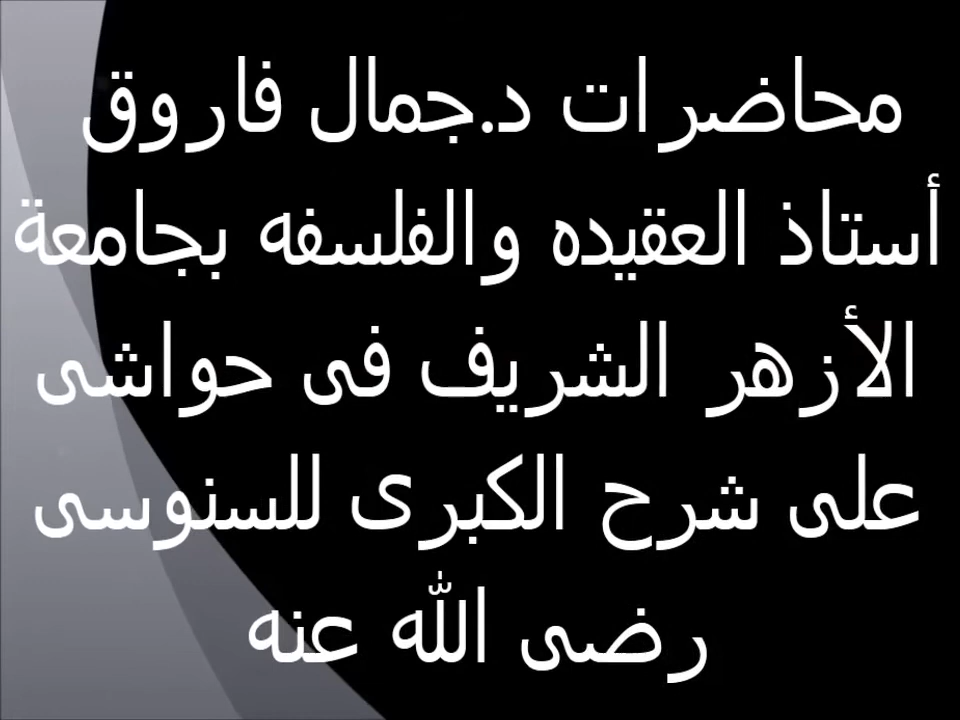 محاضرات د.جمال فاروق
أستاذ العقيده والفلسفه بجامعة
الأزهر الشريف فى حواشى
على شرح الكبرى للسنوسى
رضى الله عنه